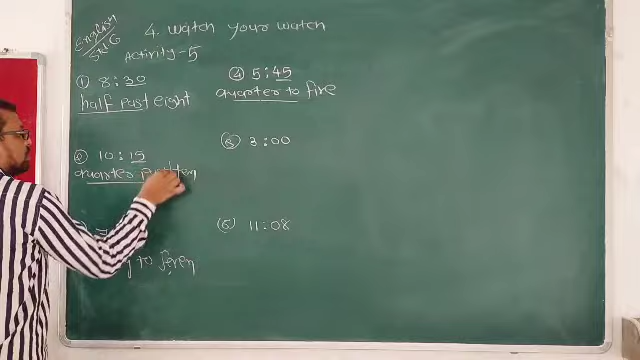 English
Std G
4. Watch your watch
Activity-5
① 8:30
half past eight
② 10:15
quarter past ten
to seven
④ 5:45
quarter to five
⑤ 3:00
⑥ 11:08